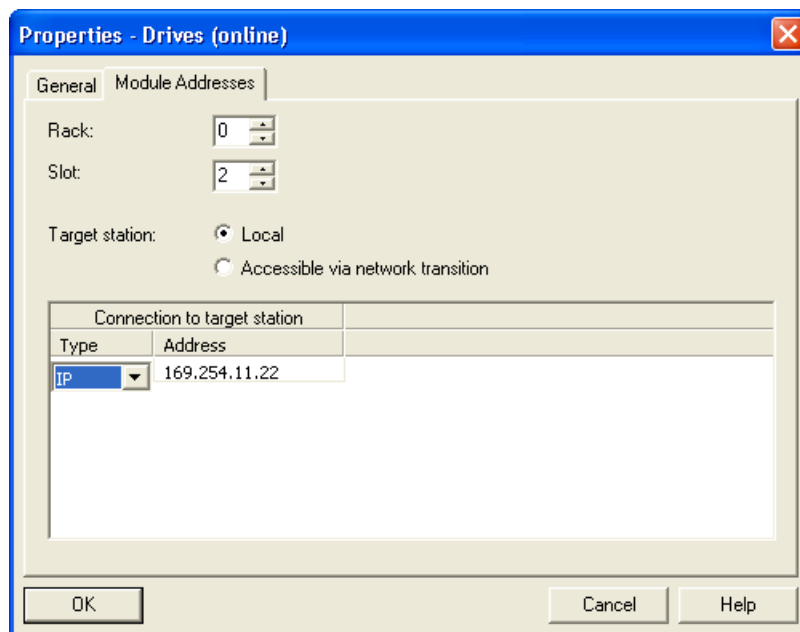 Properties - Drives (online)
General Module Addresses
Rack: 0
Slot: 2
Target station: Local
Accessible via network transition
Connection to target station
Type Address
IP 169.254.11.22
OK Cancel Help